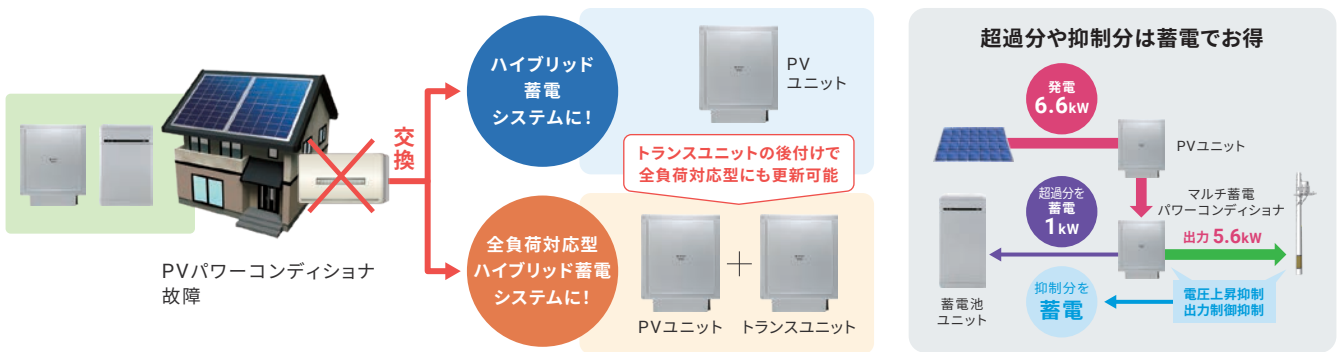 PVパワーコンディショナ
故障
交換
ハイブリッド
蓄電
システムに!
PV
ユニット
トランスユニットの後付けで
全負荷対応型にも更新可能
全負荷対応型
ハイブリッド蓄電
システムに!
PVユニット
+
トランスユニット
超過分や抑制分は蓄電でお得
発電
6.6kW
PVユニット
マルチ蓄電
パワーコンディショナ
超過分を
蓄電
1kW
出力 5.6kW
蓄電池
ユニット
抑制分を
蓄電
電圧上昇抑制
出力制御抑制